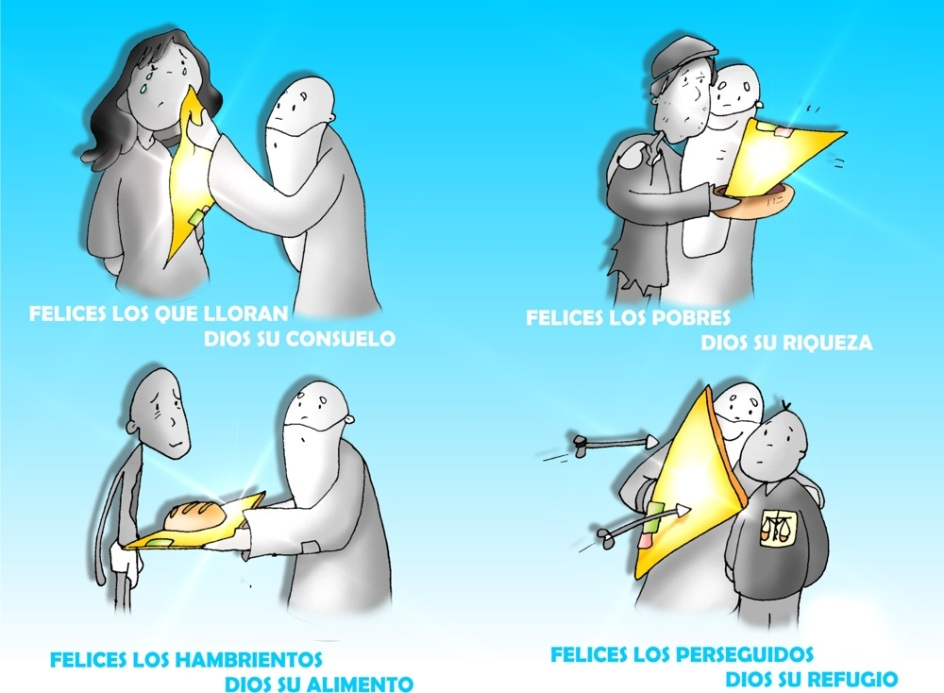 FELICES LOS QUE LLORAN
DIOS SU CONSUELO
FELICES LOS POBRES
DIOS SU RIQUEZA
FELICES LOS HAMBRIENTOS
DIOS SU ALIMENTO
FELICES LOS PERSEGUIDOS
DIOS SU REFUGIO